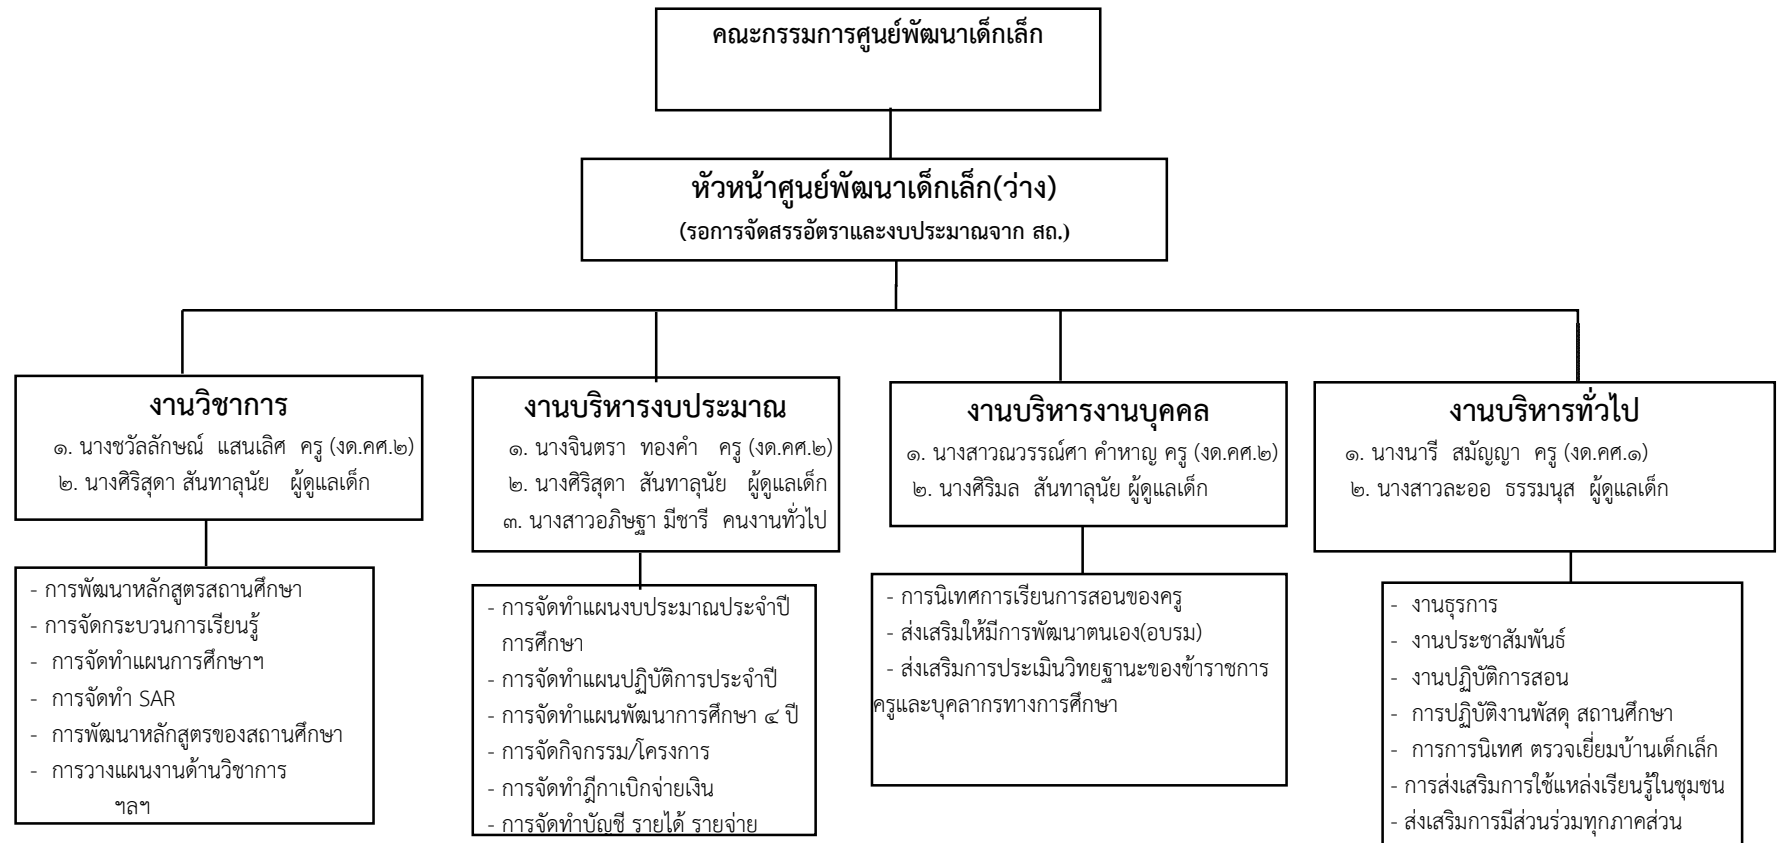 คณะกรรมการศูนย์พัฒนาเด็กเล็ก
หัวหน้าศูนย์พัฒนาเด็กเล็ก(ว่าง)
(รอการจัดสรรอัตราและงบประมาณจาก สถ.)
งานวิชาการ
๑. นางชวัลลักษณ์ แสนเลิศ ครู (งด.คศ.๒)
๒. นางศิริสุดา สันทาลุนัย ผู้ดูแลเด็ก
- การพัฒนาหลักสูตรสถานศึกษา
- การจัดกระบวนการเรียนรู้
- การจัดทำแผนการศึกษาฯ
- การจัดทำ SAR
- การพัฒนาหลักสูตรของสถานศึกษา
- การวางแผนงานด้านวิชาการ
ฯลฯ
งานบริหารงบประมาณ
๑. นางจินตรา ทองคำ ครู (งด.คศ.๒)
๒. นางศิริสุดา สันทาลุนัย ผู้ดูแลเด็ก
๓. นางสาวอภิษฐา มีชารี คนงานทั่วไป
- การจัดทำแผนงบประมาณประจำปี
การศึกษา
- การจัดทำแผนปฏิบัติการประจำปี
- การจัดทำแผนพัฒนาการศึกษา ๔ ปี
- การจัดกิจกรรม/โครงการ
- การจัดทำฎีกาเบิกจ่ายเงิน
- การจัดทำบัญชี รายได้ รายจ่าย
งานบริหารงานบุคคล
๑. นางสาวณวรรณ์ศา คำหาญ ครู (งด.คศ.๒)
๒. นางศิริมล สันทาลุนัย ผู้ดูแลเด็ก
- การนิเทศการเรียนการสอนของครู
- ส่งเสริมให้มีการพัฒนาตนเอง(อบรม)
- ส่งเสริมการประเมินวิทยฐานะของข้าราชการ
ครูและบุคลากรทางการศึกษา
งานบริหารทั่วไป
๑. นางนารี สมัญญา ครู (งด.คศ.๑)
๒. นางสาวละออ ธรรมนุส ผู้ดูแลเด็ก
- งานธุรการ
- งานประชาสัมพันธ์
- งานปฏิบัติการสอน
- การปฏิบัติงานพัสดุ สถานศึกษา
- การการนิเทศ ตรวจเยี่ยมบ้านเด็กเล็ก
- การส่งเสริมการใช้แหล่งเรียนรู้ในชุมชน
- ส่งเสริมการมีส่วนร่วมทุกภาคส่วน